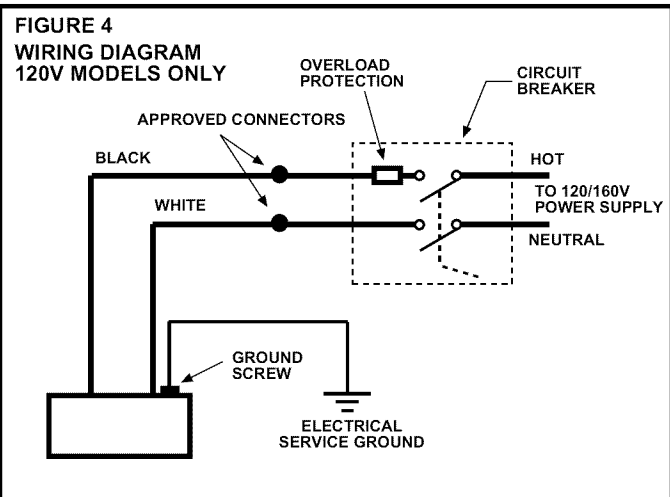 FIGURE 4
WIRING DIAGRAM
120V MODELS ONLY
OVERLOAD
PROTECTION
CIRCUIT
BREAKER
APPROVED CONNECTORS
BLACK
HOT
TO 120/160V
POWER SUPPLY
WHITE
NEUTRAL
GROUND
SCREW
ELECTRICAL
SERVICE GROUND